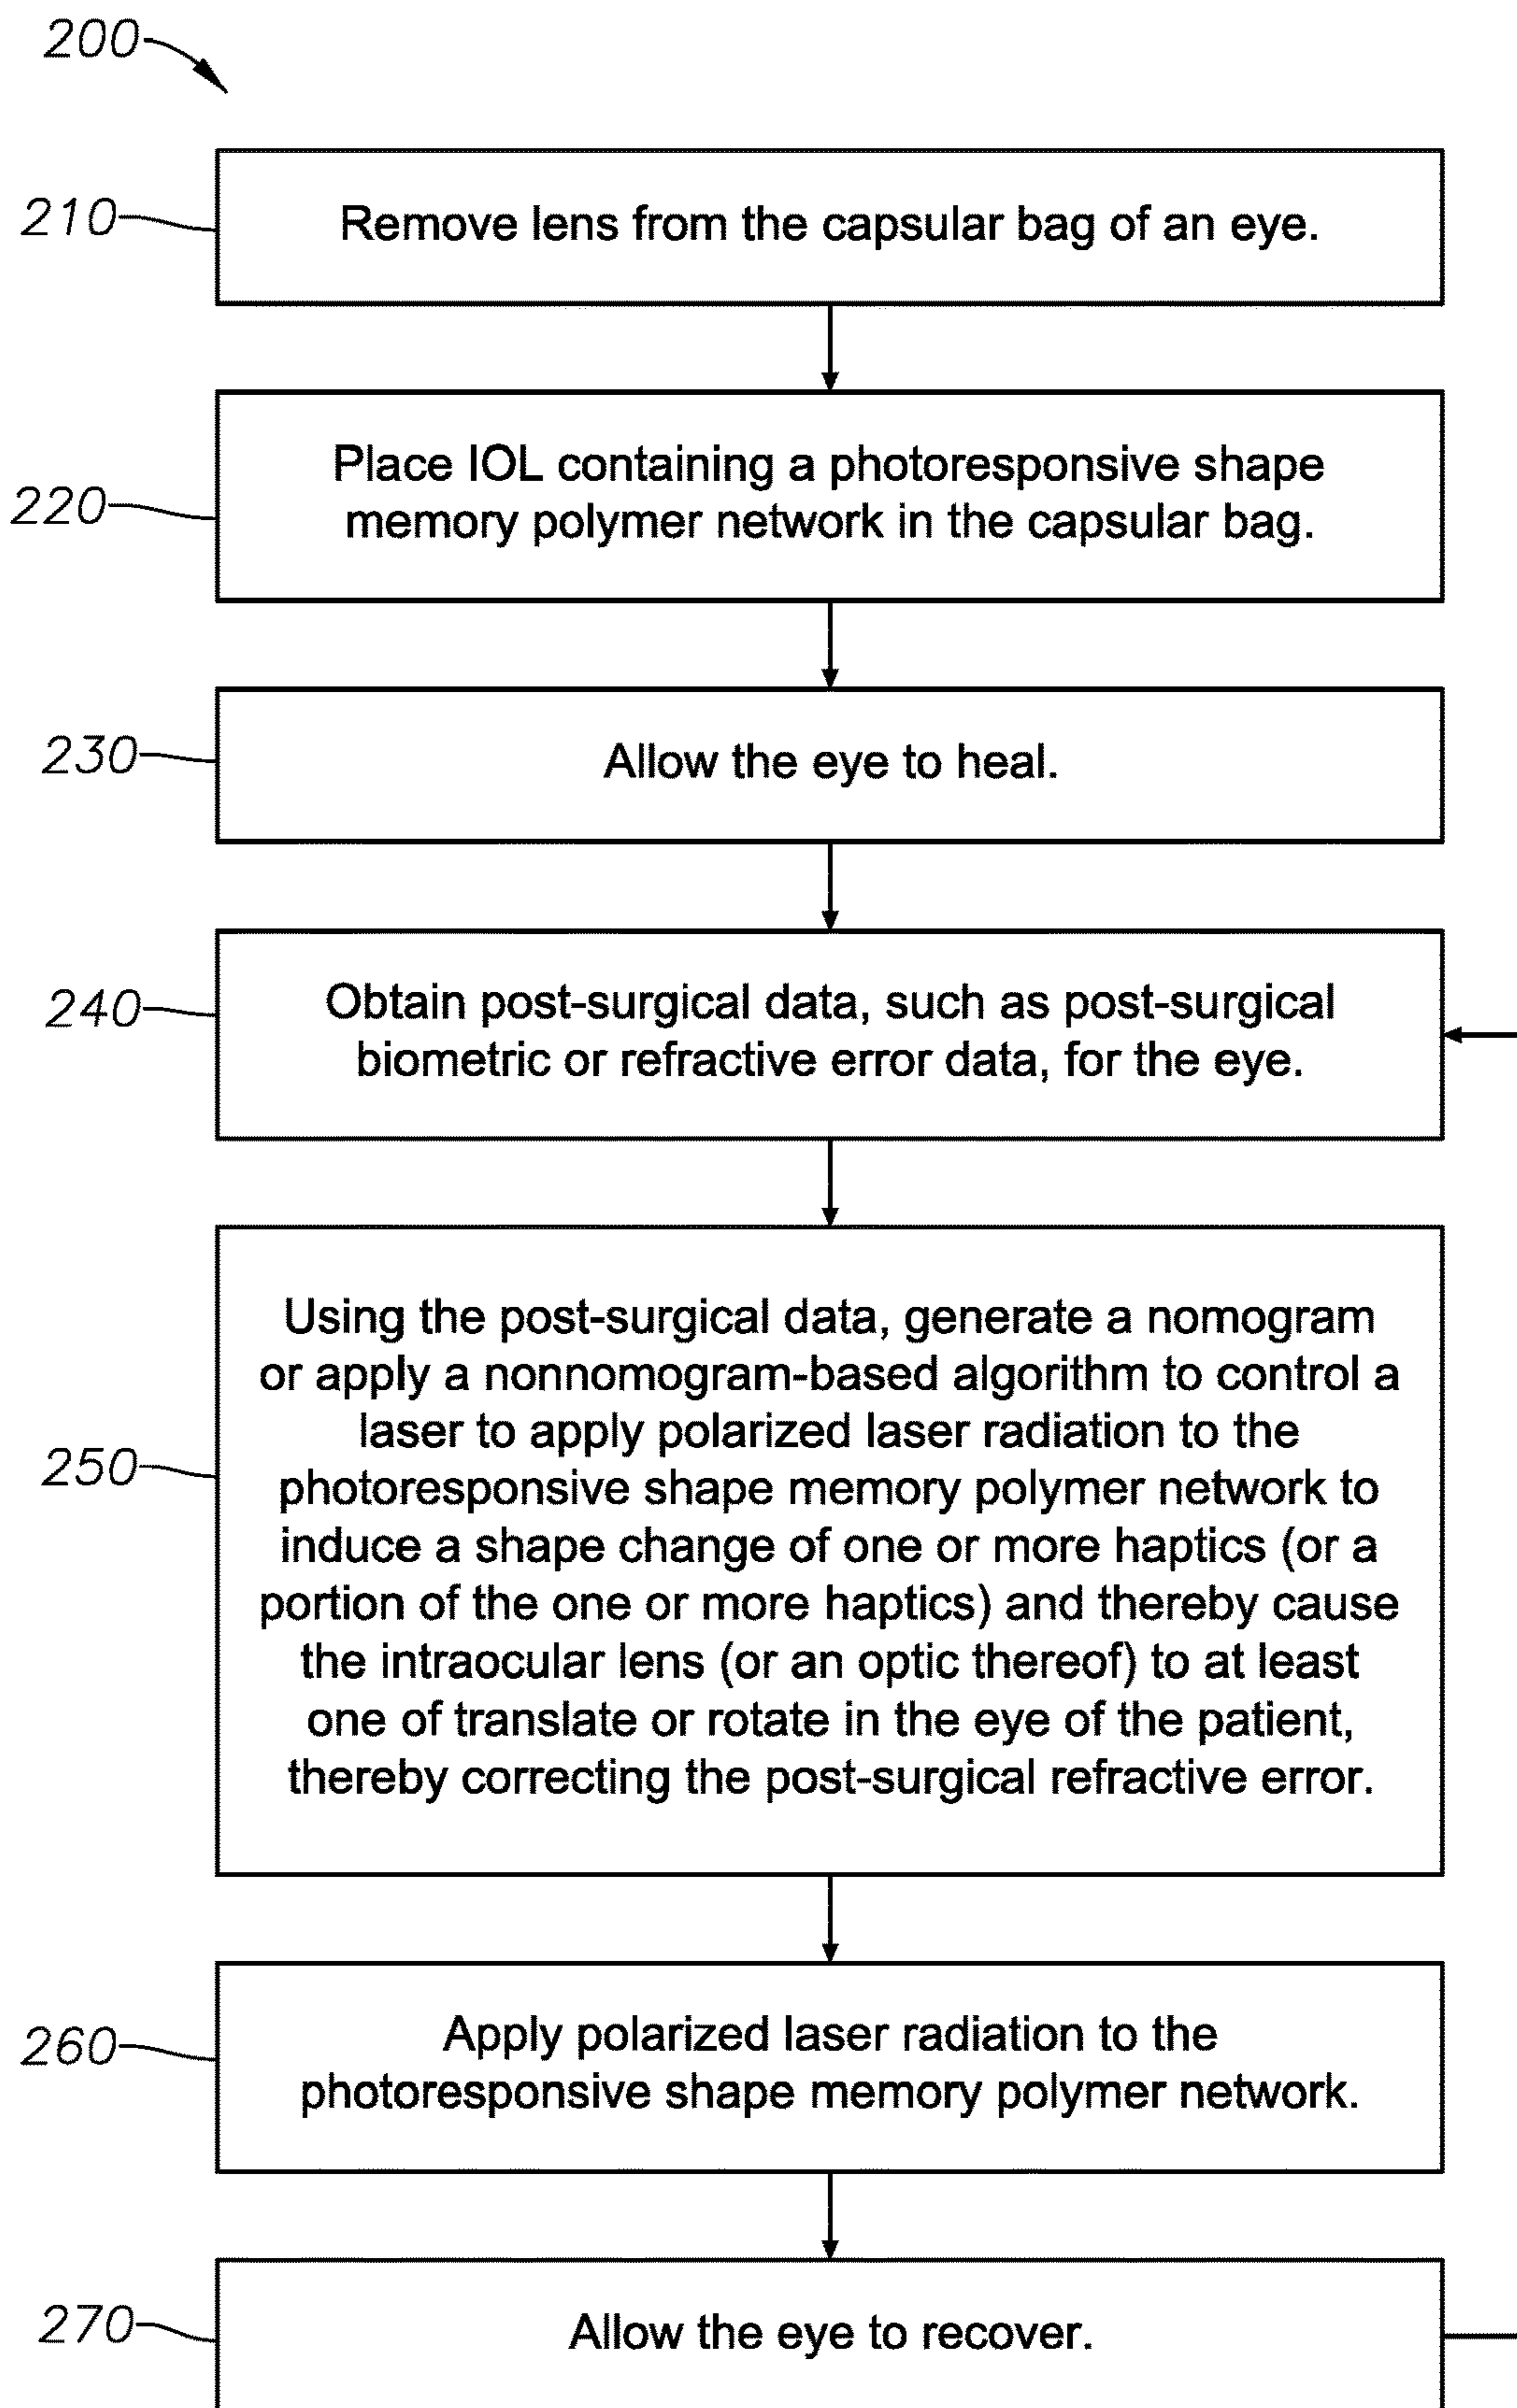 200
210
Remove lens from the capsular bag of an eye.
220
Place IOL containing a photoresponsive shape
memory polymer network in the capsular bag.
230
Allow the eye to heal.
240
Obtain post-surgical data, such as post-surgical
biometric or refractive error data, for the eye.
250
Using the post-surgical data, generate a nomogram
or apply a nonnomogram-based algorithm to control a
laser to apply polarized laser radiation to the
photoresponsive shape memory polymer network to
induce a shape change of one or more haptics (or a
portion of the one or more haptics) and thereby cause
the intraocular lens (or an optic thereof) to at least
one of translate or rotate in the eye of the patient,
thereby correcting the post-surgical refractive error.
260
Apply polarized laser radiation to the
photoresponsive shape memory polymer network.
270
Allow the eye to recover.